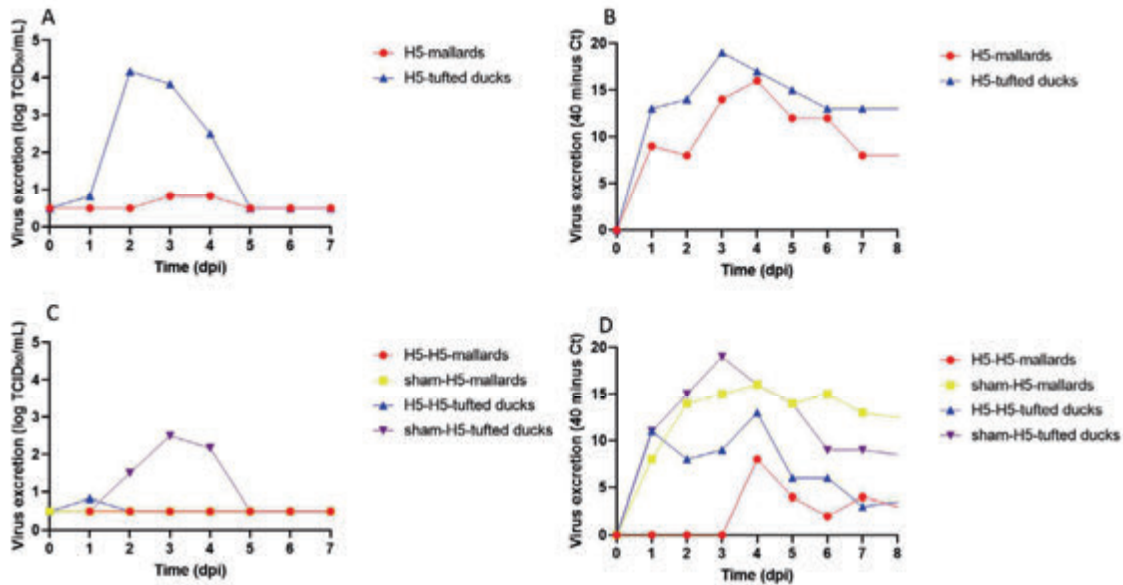 A
Virus excretion (log TCID₅₀/mL)
5
4
3
2
1
0
0 1 2 3 4 5 6 7
Time (dpi)
H5-mallards
H5-tufted ducks
B
Virus excretion (40 minus Ct)
20
15
10
5
0
0 1 2 3 4 5 6 7 8
Time (dpi)
H5-mallards
H5-tufted ducks
C
Virus excretion (log TCID₅₀/mL)
5
4
3
2
1
0
0 1 2 3 4 5 6 7
Time (dpi)
H5-H5-mallards
sham-H5-mallards
H5-H5-tufted ducks
sham-H5-tufted ducks
D
Virus excretion (40 minus Ct)
20
15
10
5
0
0 1 2 3 4 5 6 7 8
Time (dpi)
H5-H5-mallards
sham-H5-mallards
H5-H5-tufted ducks
sham-H5-tufted ducks